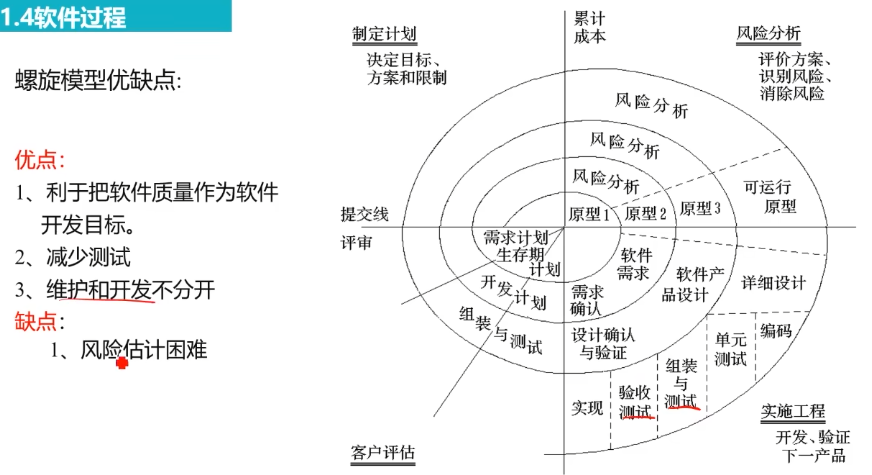 1.4软件过程
螺旋模型优缺点:
优点:
1、利于把软件质量作为软件
开发目标。
2、减少测试
3、维护和开发不分开
缺点:
1、风险估计困难
制定计划
决定目标、
方案和限制
累计
成本
风险分析
评价方案、
识别风险、
消除风险
风险分析
风险分析
风险分析
提交线
评审
原型1
原型2
原型3
可运行
原型
需求计划
生存期
计划
开发计划
组装与测试
软件
需求
需求
确认
软件产
品设计
详细设计
设计确认
与验证
实现
验收
测试
组装
与
测试
单元
测试
编码
客户评估
实施工程
开发、验证
下一产品